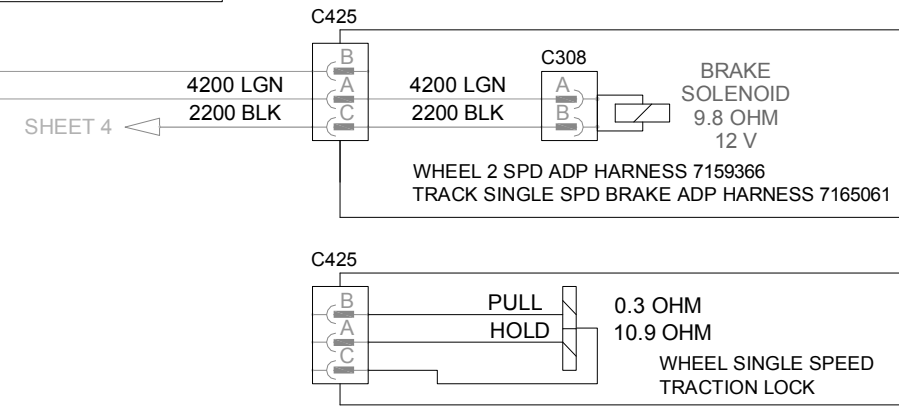 C425
B
A
C
4200 LGN
2200 BLK
SHEET 4
4200 LGN
2200 BLK
C308
A
B
BRAKE
SOLENOID
9.8 OHM
12 V
WHEEL 2 SPD ADP HARNESS 7159366
TRACK SINGLE SPD BRAKE ADP HARNESS 7165061
C425
B
A
C
PULL
HOLD
0.3 OHM
10.9 OHM
WHEEL SINGLE SPEED
TRACTION LOCK